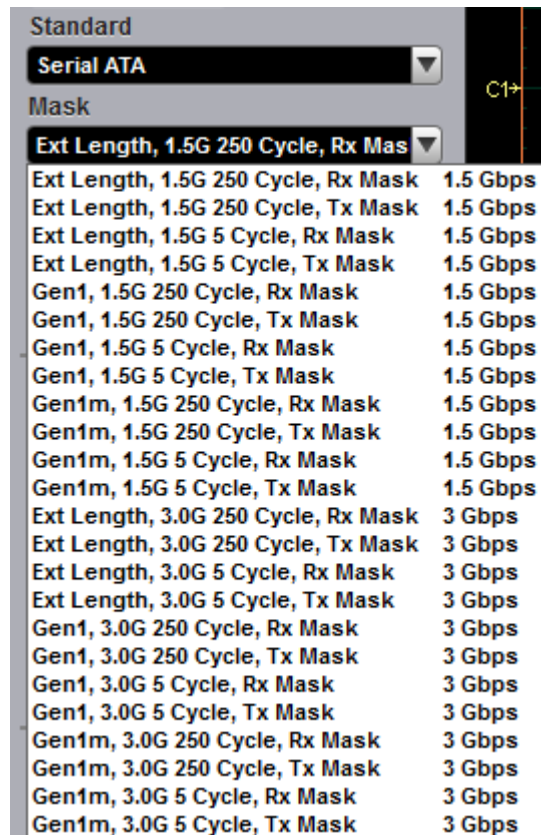 Standard
Serial ATA
C1
Mask
Ext Length, 1.5G 250 Cycle, Rx Mas
Ext Length, 1.5G 250 Cycle, Rx Mask 1.5 Gbps
Ext Length, 1.5G 250 Cycle, Tx Mask 1.5 Gbps
Ext Length, 1.5G 5 Cycle, Rx Mask 1.5 Gbps
Ext Length, 1.5G 5 Cycle, Tx Mask 1.5 Gbps
Gen1, 1.5G 250 Cycle, Rx Mask 1.5 Gbps
Gen1, 1.5G 250 Cycle, Tx Mask 1.5 Gbps
Gen1, 1.5G 5 Cycle, Rx Mask 1.5 Gbps
Gen1, 1.5G 5 Cycle, Tx Mask 1.5 Gbps
Gen1m, 1.5G 250 Cycle, Rx Mask 1.5 Gbps
Gen1m, 1.5G 250 Cycle, Tx Mask 1.5 Gbps
Gen1m, 1.5G 5 Cycle, Rx Mask 1.5 Gbps
Gen1m, 1.5G 5 Cycle, Tx Mask 1.5 Gbps
Ext Length, 3.0G 250 Cycle, Rx Mask 3 Gbps
Ext Length, 3.0G 250 Cycle, Tx Mask 3 Gbps
Ext Length, 3.0G 5 Cycle, Rx Mask 3 Gbps
Ext Length, 3.0G 5 Cycle, Tx Mask 3 Gbps
Gen1, 3.0G 250 Cycle, Rx Mask 3 Gbps
Gen1, 3.0G 250 Cycle, Tx Mask 3 Gbps
Gen1, 3.0G 5 Cycle, Rx Mask 3 Gbps
Gen1, 3.0G 5 Cycle, Tx Mask 3 Gbps
Gen1m, 3.0G 250 Cycle, Rx Mask 3 Gbps
Gen1m, 3.0G 250 Cycle, Tx Mask 3 Gbps
Gen1m, 3.0G 5 Cycle, Rx Mask 3 Gbps
Gen1m, 3.0G 5 Cycle, Tx Mask 3 Gbps